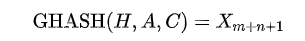 GHASH(H, A, C) = X_{m+n+1}